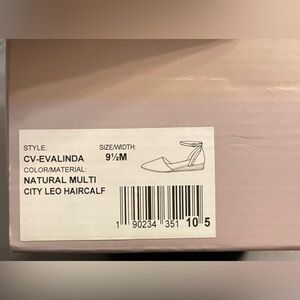 STYLE: SIZE/WIDTH:
CV-EVALINDA 9½M
COLOR/MATERIAL:
NATURAL MULTI
CITY LEO HAIRCALF
1 90234 351 10 5